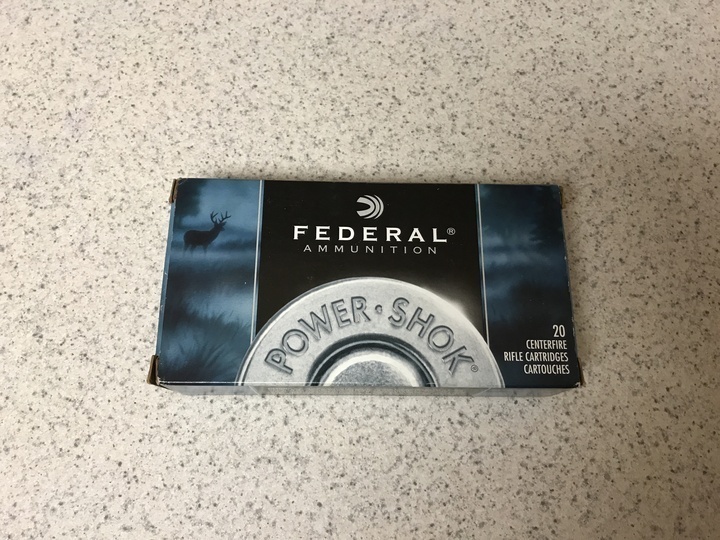 FEDERAL®
AMMUNITION
POWER•SHOK®
20
CENTERFIRE
RIFLE CARTRIDGES
CARTOUCHES